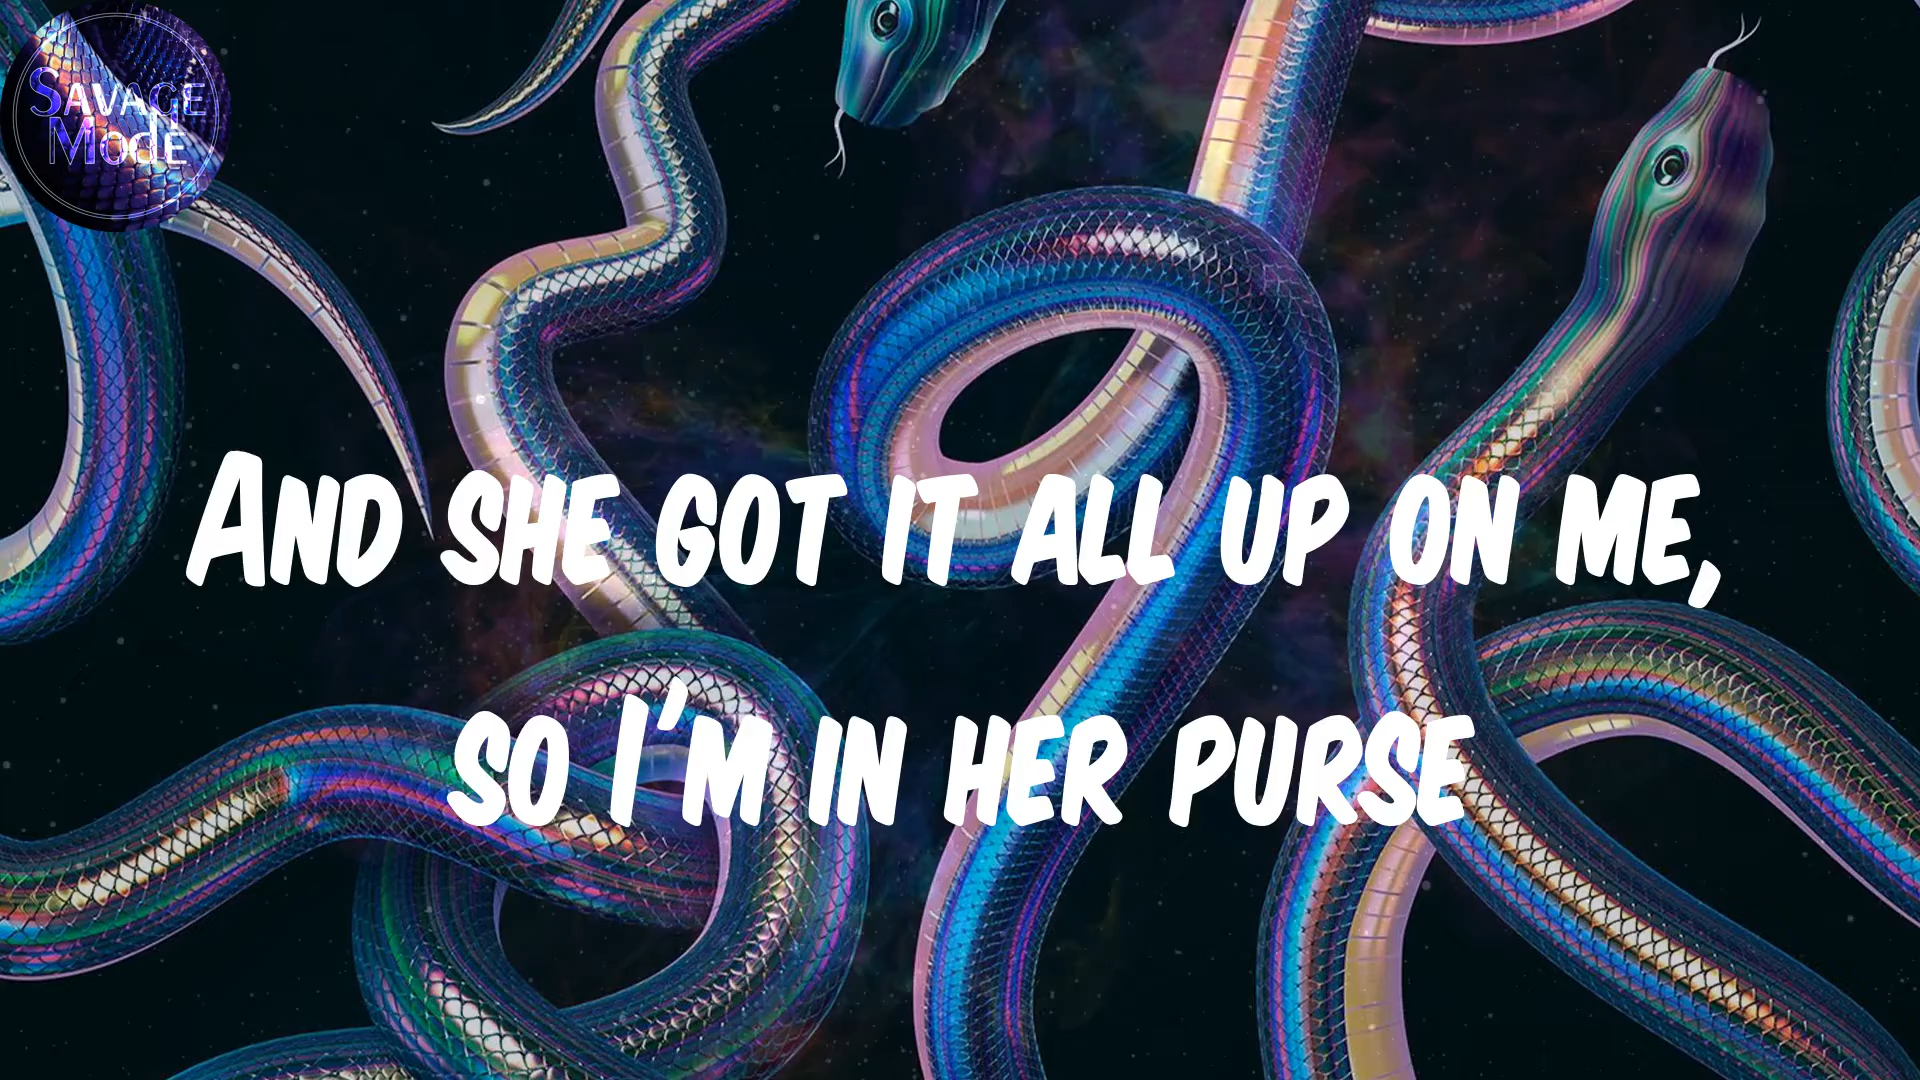 SAVAGE
MODE
AND SHE GOT IT ALL UP ON ME,
SO I'M IN HER PURSE